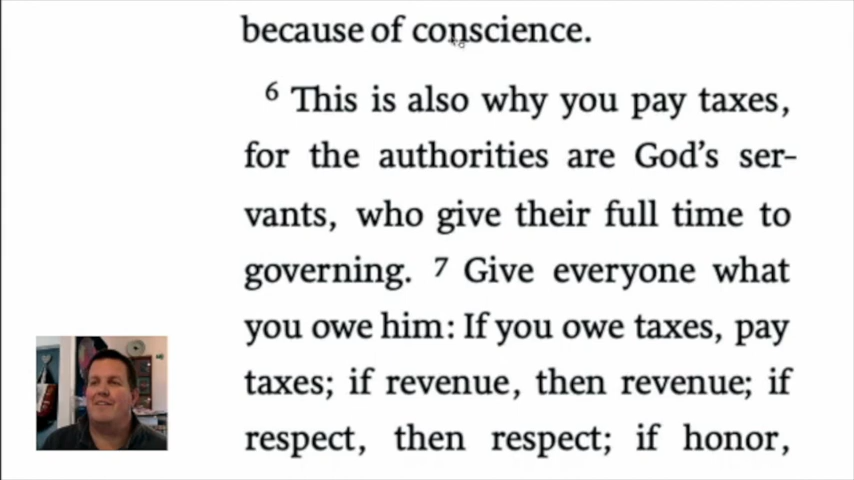 because of conscience.
6 This is also why you pay taxes,
for the authorities are God’s ser-
vants, who give their full time to
governing. 7 Give everyone what
you owe him: If you owe taxes, pay
taxes; if revenue, then revenue; if
respect, then respect; if honor,